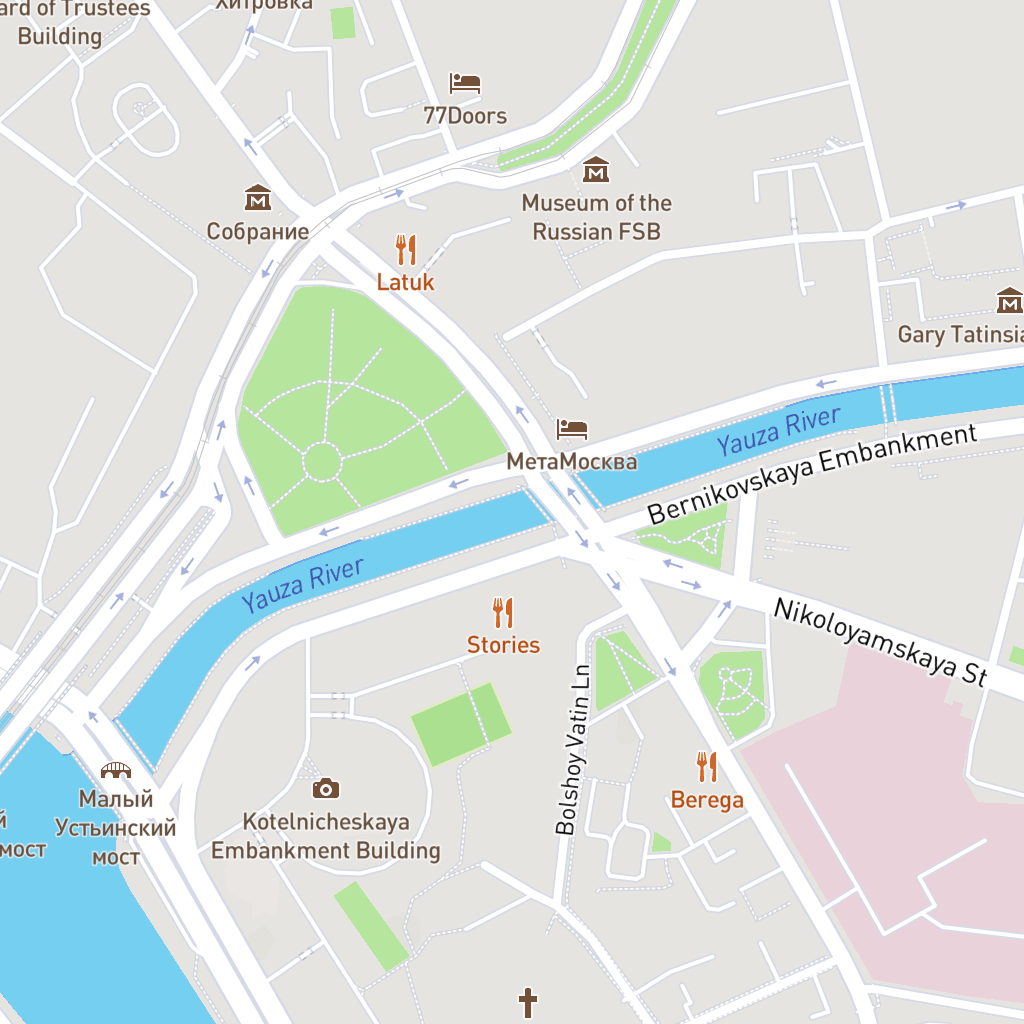 ard of Trustees
Building
Хитровка
77Doors
Museum of the
Russian FSB
Собрание
Latuk
Gary Tatinsia
МетаМосква
Yauza River
Bernikovskaya Embankment
Yauza River
Stories
Nikoloyamskaya St
Bolshoy Vatin Ln
Berega
Малый
Устьинский
мост
й
мост
Kotelnicheskaya
Embankment Building